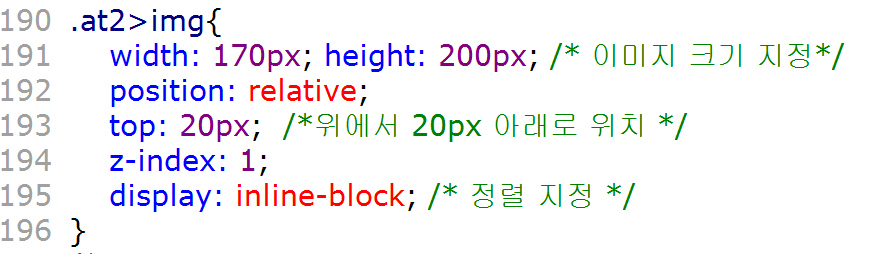 190 .at2>img{
191 width: 170px; height: 200px; /* 이미지 크기 지정*/
192 position: relative;
193 top: 20px; /*위에서 20px 아래로 위치 */
194 z-index: 1;
195 display: inline-block; /* 정렬 지정 */
196 }